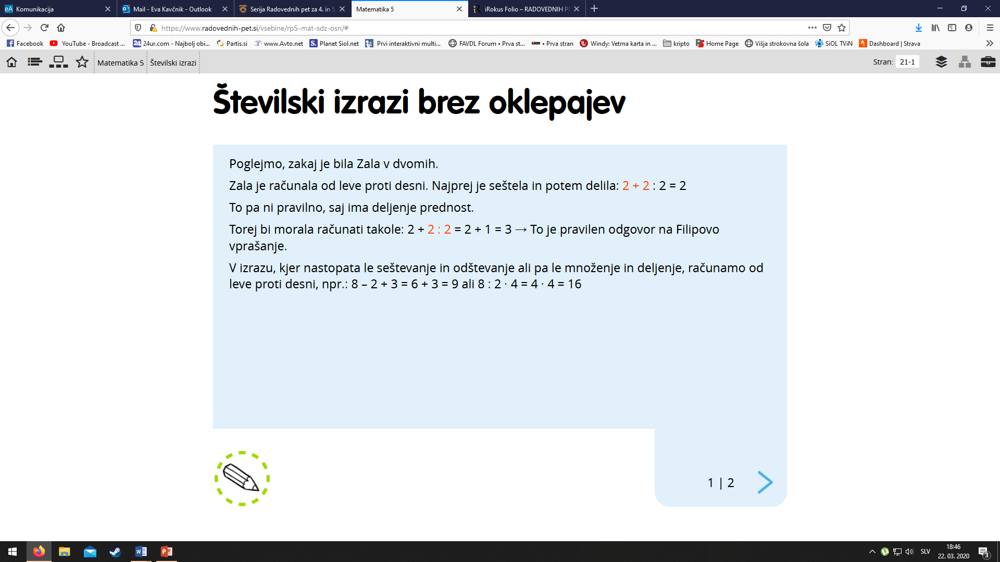 Komunikacija
Mail - Eva Kavčnik - Outlook
Serija Radovednih pet za 4. in 5.
Matematika 5
iRokus Folio – RADOVEDNIH PE
https://www.radovednih-pet.si/vsebine/rp5-mat-sdz-osn/#
Facebook
YouTube - Broadcast ...
24ur.com - Najbolj obi...
Partis.si
www.Avto.net
Planet Siol.net
Prvi interaktivni multi...
FAVDL Forum • Prva st...
• Prva stran
Windy: Vetrna karta in ...
kripto
Home Page
Višja strokovna šola
SiOL TViN
Dashboard | Strava
Matematika 5
Številski izrazi
Stran: 21-1
Številski izrazi brez oklepajev
Poglejmo, zakaj je bila Zala v dvomih.
Zala je računala od leve proti desni. Najprej je seštela in potem delila: 2 + 2 : 2 = 2
To pa ni pravilno, saj ima deljenje prednost.
Torej bi morala računati takole: 2 + 2 : 2 = 2 + 1 = 3 → To je pravilen odgovor na Filipovo
vprašanje.
V izrazu, kjer nastopata le seštevanje in odštevanje ali pa le množenje in deljenje, računamo od
leve proti desni, npr.: 8 – 2 + 3 = 6 + 3 = 9 ali 8 : 2 · 4 = 4 · 4 = 16
1 | 2
SLV
18:46
22. 03. 2020
3